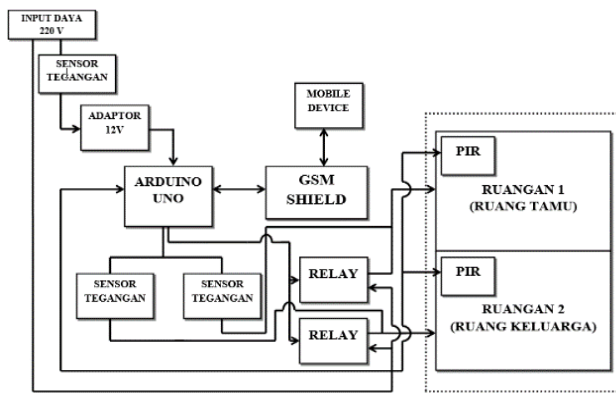 INPUT DAYA
220 V
SENSOR
TEGANGAN
ADAPTOR
12V
MOBILE
DEVICE
ARDUINO
UNO
GSM
SHIELD
PIR
RUANGAN 1
(RUANG TAMU)
SENSOR
TEGANGAN
SENSOR
TEGANGAN
RELAY
RELAY
PIR
RUANGAN 2
(RUANG KELUARGA)